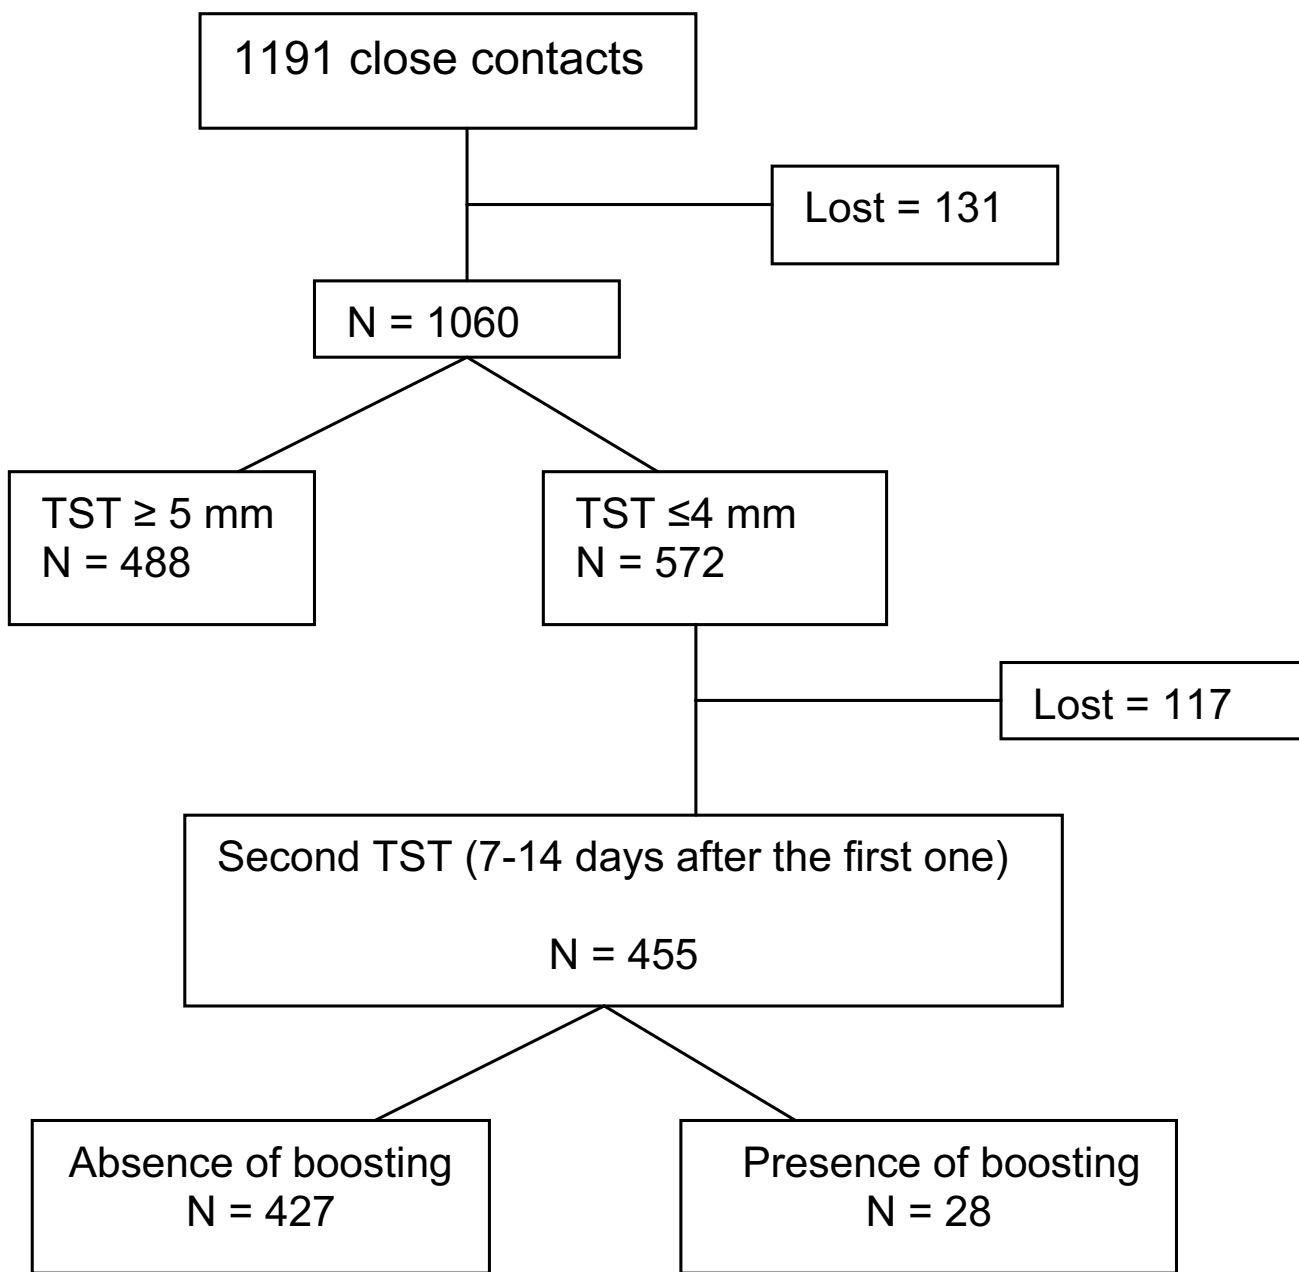 1191 close contacts
Lost = 131
N = 1060
TST ≥ 5 mm
N = 488
TST ≤4 mm
N = 572
Lost = 117
Second TST (7-14 days after the first one)
N = 455
Absence of boosting
N = 427
Presence of boosting
N = 28